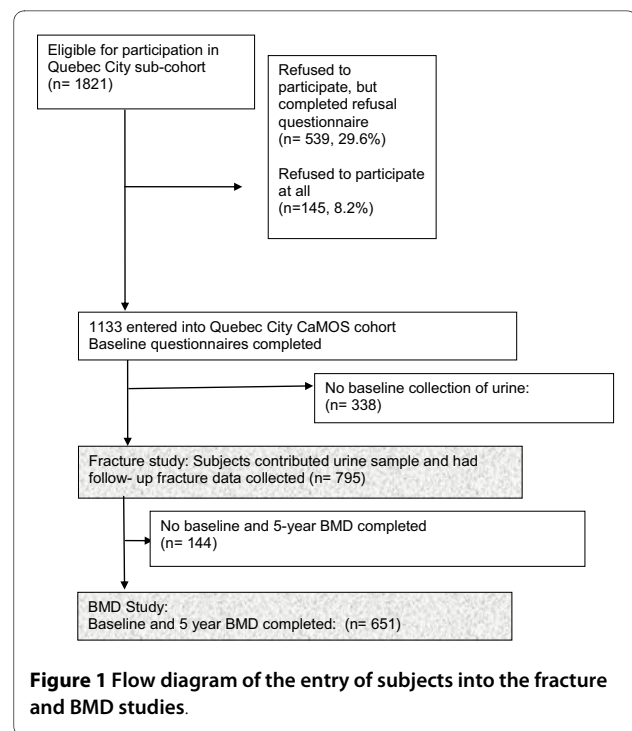 Eligible for participation in
Quebec City sub-cohort
(n= 1821)
Refused to
participate, but
completed refusal
questionnaire
(n= 539, 29.6%)
Refused to participate
at all
(n=145, 8.2%)
1133 entered into Quebec City CaMOS cohort
Baseline questionnaires completed
No baseline collection of urine:
(n= 338)
Fracture study: Subjects contributed urine sample and had
follow- up fracture data collected (n= 795)
No baseline and 5-year BMD completed
(n= 144)
BMD Study:
Baseline and 5 year BMD completed: (n= 651)
Figure 1 Flow diagram of the entry of subjects into the fracture
and BMD studies.